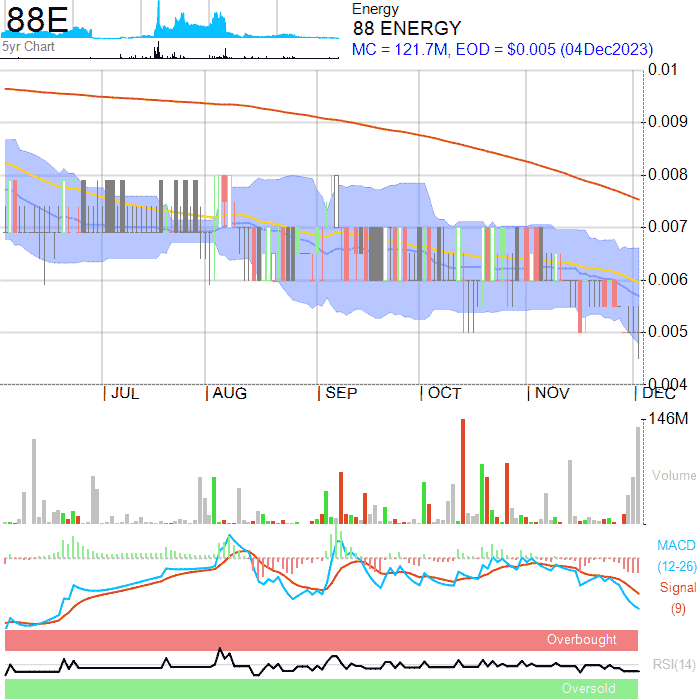 88E
5yr Chart
Energy
88 ENERGY
MC = 121.7M, EOD = $0.005 (04Dec2023)
0.01
0.009
0.008
0.007
0.006
0.005
0.004
JUL
AUG
SEP
OCT
NOV
DEC
146M
Volume
MACD
(12-26)
Signal
(9)
Overbought
RSI(14)
Oversold